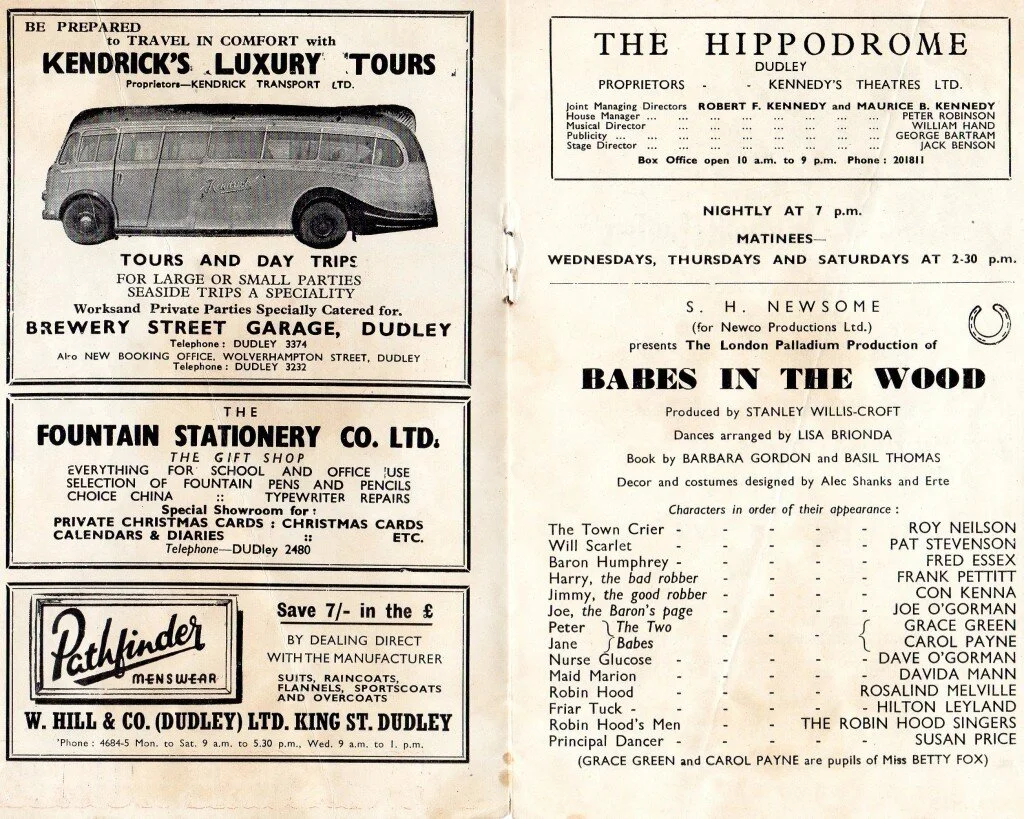 BE PREPARED
to TRAVEL IN COMFORT with
KENDRICK'S LUXURY TOURS
Proprietors—KENDRICK TRANSPORT LTD.
TOURS AND DAY TRIPS
FOR LARGE OR SMALL PARTIES
SEASIDE TRIPS A SPECIALITY
Worksand Private Parties Specially Catered for.
BREWERY STREET GARAGE, DUDLEY
Telephone: DUDLEY 3374
Also NEW BOOKING OFFICE, WOLVERHAMPTON STREET, DUDLEY
Telephone: DUDLEY 3232
THE
FOUNTAIN STATIONERY CO. LTD.
THE GIFT SHOP
EVERYTHING FOR SCHOOL AND OFFICE USE
SELECTION OF FOUNTAIN PENS AND PENCILS
CHOICE CHINA :: TYPEWRITER REPAIRS
Special Showroom for :
PRIVATE CHRISTMAS CARDS : CHRISTMAS CARDS
CALENDARS & DIARIES :: ETC.
Telephone—DUDley 2480
Pathfinder
MENSWEAR
Save 7/- in the £
BY DEALING DIRECT
WITH THE MANUFACTURER
SUITS, RAINCOATS,
FLANNELS, SPORTSCOATS
AND OVERCOATS
W. HILL & CO. (DUDLEY) LTD. KING ST. DUDLEY
'Phone : 4684-5 Mon. to Sat. 9 a.m. to 5.30 p.m., Wed. 9 a.m. to 1. p.m.
THE HIPPODROME
DUDLEY
PROPRIETORS - - KENNEDY'S THEATRES LTD.
Joint Managing Directors ROBERT F. KENNEDY and MAURICE B. KENNEDY
House Manager ... ... ... ... ... ... ... ... PETER ROBINSON
Musical Director ... ... ... ... ... ... ... WILLIAM HAND
Publicity ... ... ... ... ... ... ... ... GEORGE BARTRAM
Stage Director ... ... ... ... ... ... ... JACK BENSON
Box Office open 10 a.m. to 9 p.m. Phone : 201811
NIGHTLY AT 7 p.m.
MATINEES—
WEDNESDAYS, THURSDAYS AND SATURDAYS AT 2-30 p.m.
S. H. NEWSOME
(for Newco Productions Ltd.)
presents The London Palladium Production of
BABES IN THE WOOD
Produced by STANLEY WILLIS-CROFT
Dances arranged by LISA BRIONDA
Book by BARBARA GORDON and BASIL THOMAS
Decor and costumes designed by Alec Shanks and Erte
Characters in order of their appearance :
The Town Crier - - - - - ROY NEILSON
Will Scarlet - - - - - PAT STEVENSON
Baron Humphrey - - - - - FRED ESSEX
Harry, the bad robber - - - - FRANK PETTITT
Jimmy, the good robber - - - - CON KENNA
Joe, the Baron's page - - - - JOE O'GORMAN
Peter } The Two - - - { GRACE GREEN
Jane } Babes - - - { CAROL PAYNE
Nurse Glucose - - - - - DAVE O'GORMAN
Maid Marion - - - - - DAVIDA MANN
Robin Hood - - - - - ROSALIND MELVILLE
Friar Tuck - - - - - HILTON LEYLAND
Robin Hood's Men - - - THE ROBIN HOOD SINGERS
Principal Dancer - - - - - SUSAN PRICE
(GRACE GREEN and CAROL PAYNE are pupils of Miss BETTY FOX)